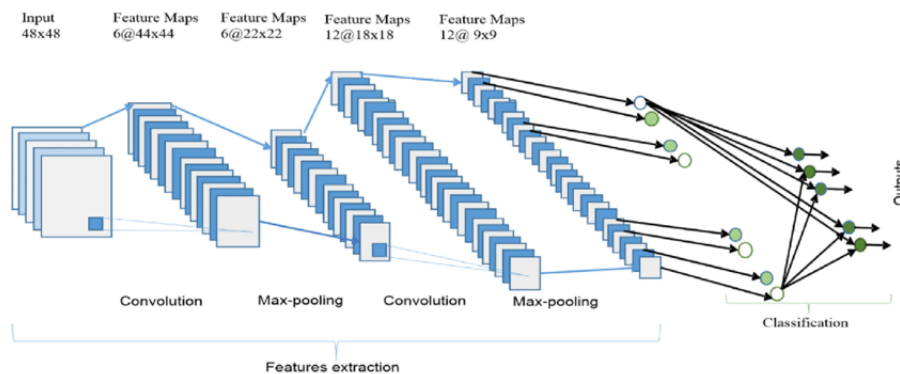 Input
48x48
Feature Maps
6@44x44
Feature Maps
6@22x22
Feature Maps
12@18x18
Feature Maps
12@ 9x9
Outputs
Convolution
Max-pooling
Convolution
Max-pooling
Classification
Features extraction